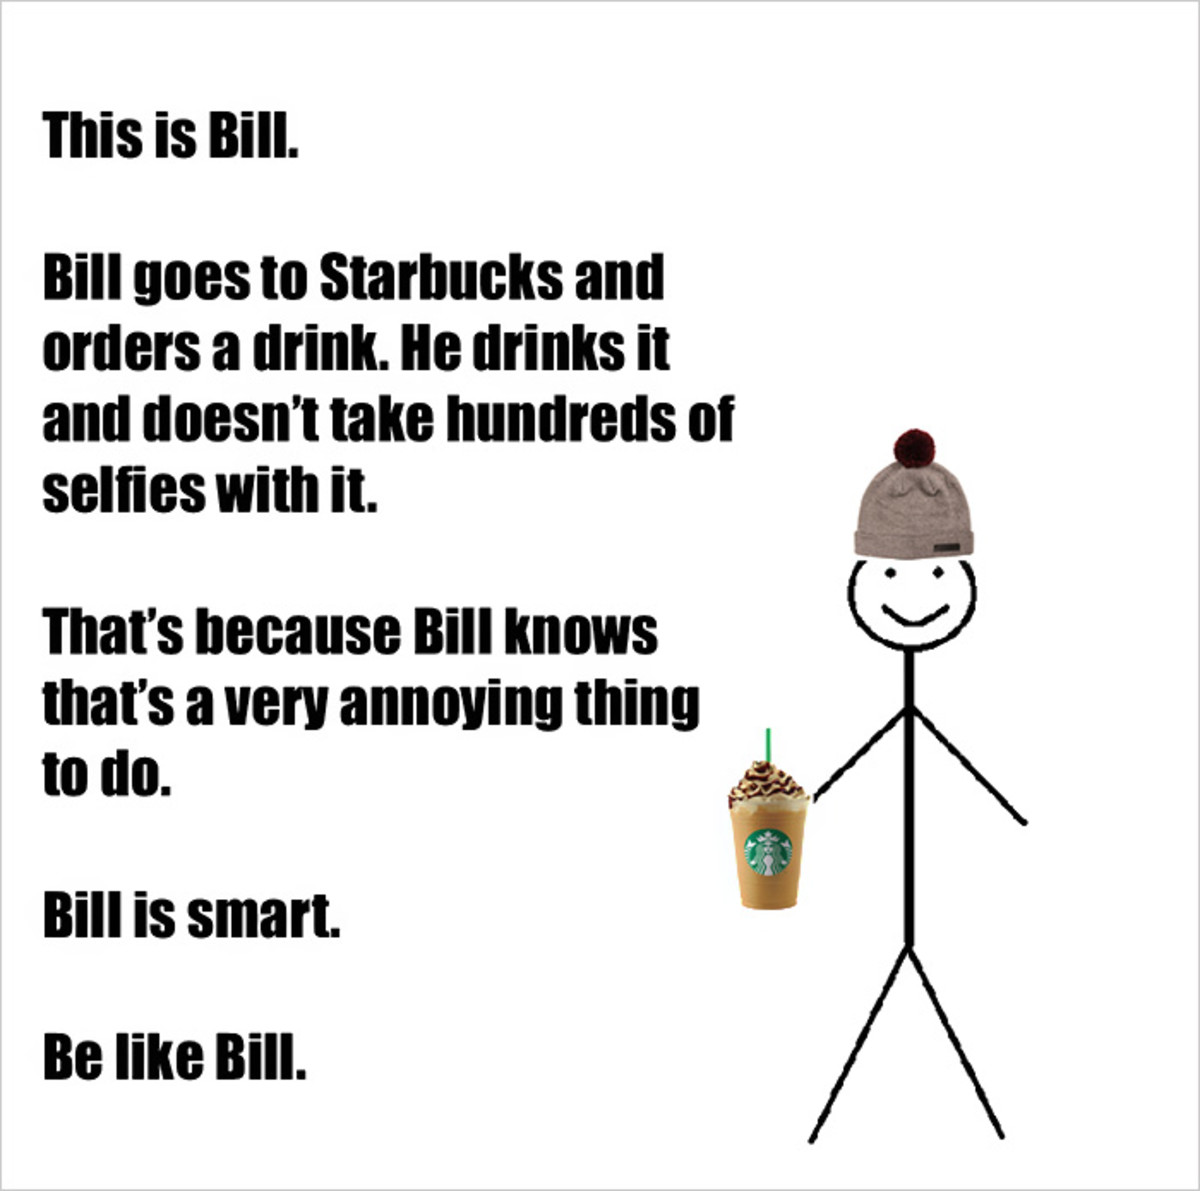 This is Bill.
Bill goes to Starbucks and
orders a drink. He drinks it
and doesn’t take hundreds of
selfies with it.
That’s because Bill knows
that’s a very annoying thing
to do.
Bill is smart.
Be like Bill.